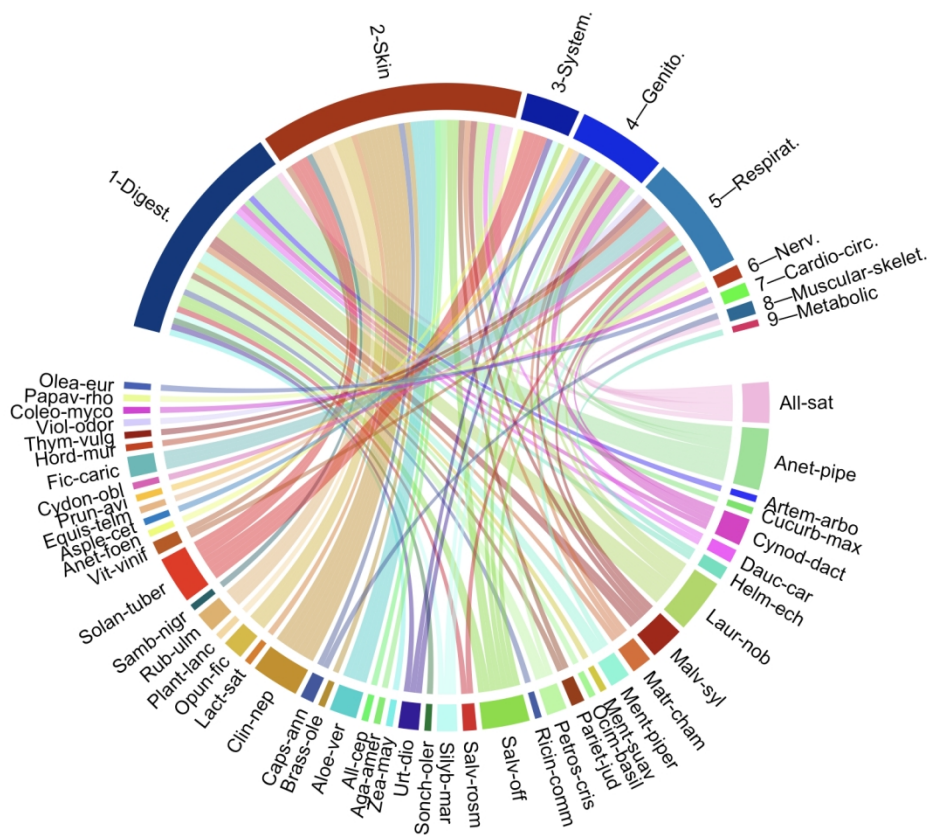 1-Digest.
2-Skin
3-System.
4—Genito.
5—Respirat.
6—Nerv.
7—Cardio-circ.
8—Muscular-skelet.
9—Metabolic
All-sat
Anet-pipe
Artem-arbo
Cucurb-max
Cynod-dact
Dauc-car
Helm-ech
Laur-nob
Malv-syl
Matr-cham
Ment-piper
Ment-suav
Ocim-basil
Pariet-jud
Petros-cris
Ricin-comm
Salv-off
Salv-rosm
Silyb-mar
Sonch-oler
Urt-dio
Zea-may
Aga-amer
All-cep
Aloe-ver
Brass-ole
Caps-ann
Clin-nep
Lact-sat
Opun-fic
Plant-lanc
Rub-ulm
Samb-nigr
Solan-tuber
Vit-vinif
Anet-foen
Asple-cet
Equis-telm
Prun-avi
Cydon-obl
Fic-caric
Hord-mur
Thym-vulg
Viol-odor
Coleo-myco
Papav-rho
Olea-eur